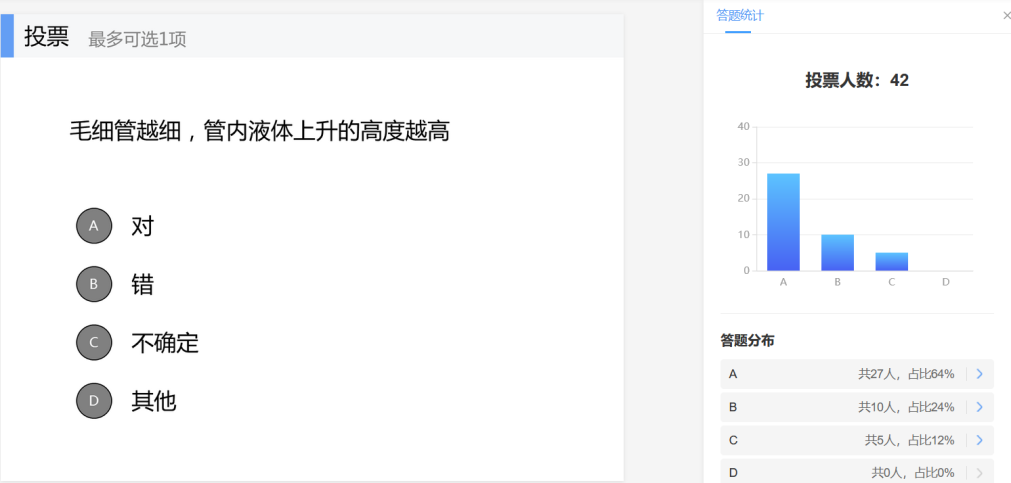 投票 最多可选1项
毛细管越细，管内液体上升的高度越高
A 对
B 错
C 不确定
D 其他
答题统计 ×
投票人数：42
40
30
20
10
0
A B C D
答题分布
A 共27人，占比64% >
B 共10人，占比24% >
C 共5人，占比12% >
D 共0人，占比0% >